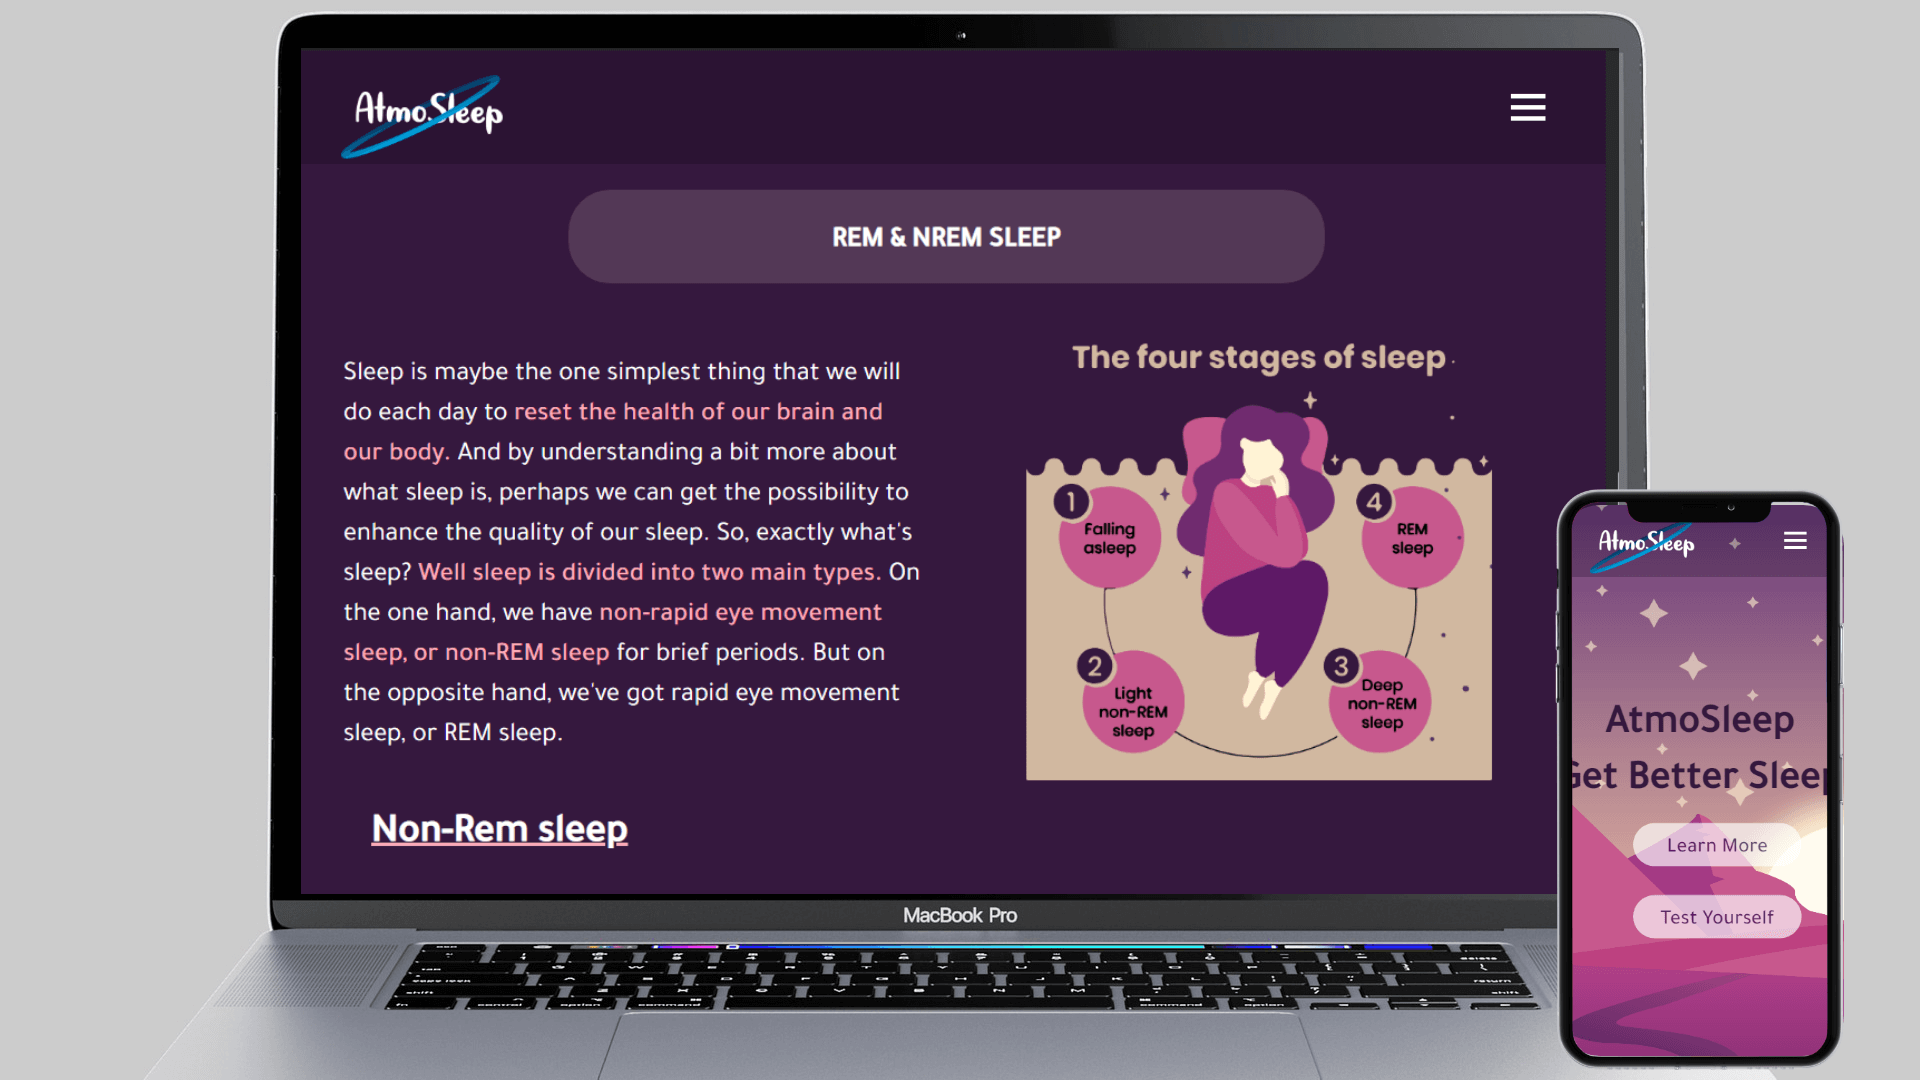 AtmoSleep
REM & NREM SLEEP
Sleep is maybe the one simplest thing that we will
do each day to reset the health of our brain and
our body. And by understanding a bit more about
what sleep is, perhaps we can get the possibility to
enhance the quality of our sleep. So, exactly what's
sleep? Well sleep is divided into two main types. On
the one hand, we have non-rapid eye movement
sleep, or non-REM sleep for brief periods. But on
the opposite hand, we've got rapid eye movement
sleep, or REM sleep.
Non-Rem sleep
The four stages of sleep
1
Falling
asleep
2
Light
non-REM
sleep
3
Deep
non-REM
sleep
4
REM
sleep
MacBook Pro
AtmoSleep
AtmoSleep
Get Better Sleep
Learn More
Test Yourself